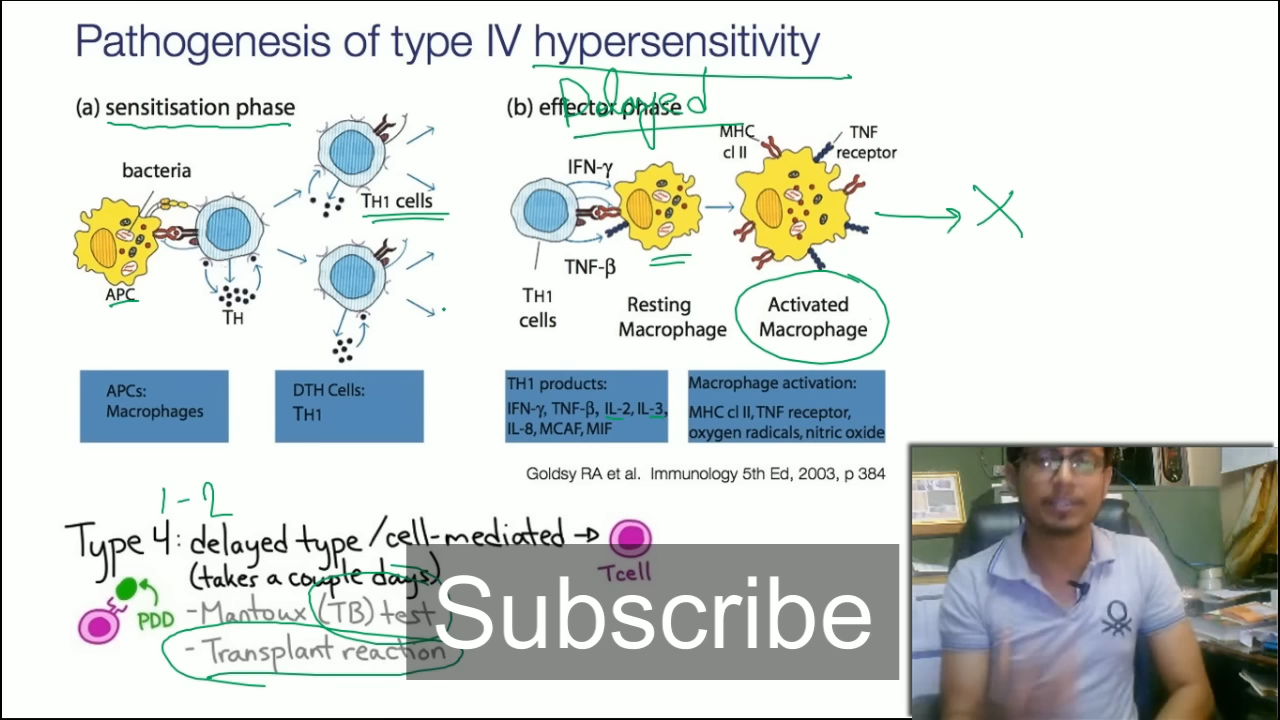 Pathogenesis of type IV hypersensitivity
Delayed
(a) sensitisation phase
(b) effector phase
bacteria
APC
TH
TH1 cells
IFN-γ
TNF-β
MHC
cl II
TNF
receptor
X
TH1
cells
Resting
Macrophage
Activated
Macrophage
APCs:
Macrophages
DTH Cells:
TH1
TH1 products:
IFN-γ, TNF-β, IL-2, IL-3,
IL-8, MCAF, MIF
Macrophage activation:
MHC cl II, TNF receptor,
oxygen radicals, nitric oxide
Goldsy RA et al. Immunology 5th Ed, 2003, p 384
1-2
Type 4: delayed type/cell-mediated → Tcell
(takes a couple days)
PDD
- Mantoux (TB) test
- Transplant reaction
Subscribe